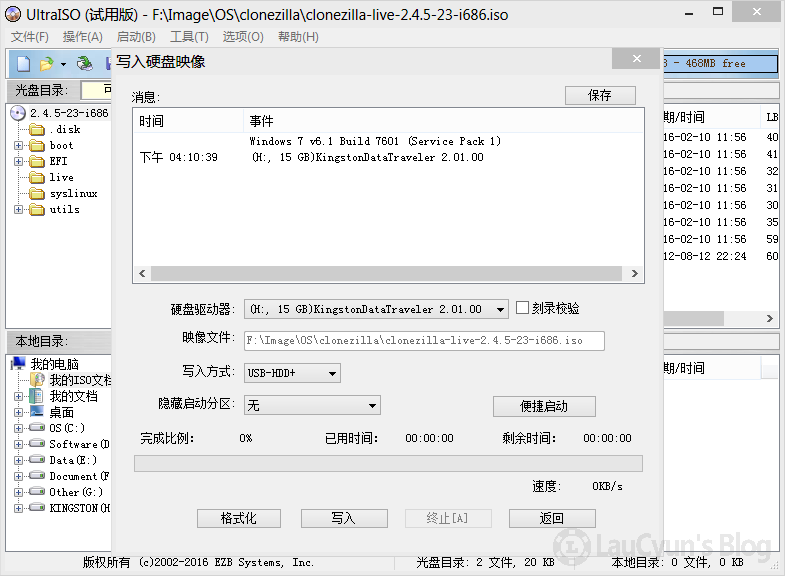 UltraISO (试用版) - F:\Image\OS\clonezilla\clonezilla-live-2.4.5-23-i686.iso
文件(F) 操作(A) 启动(B) 工具(T) 选项(O) 帮助(H)
写入硬盘映像
- 468MB free
光盘目录: 可
消息: 保存
时间 事件
期/时间 LB
2.4.5-23-i686
.disk
boot
EFI
live
syslinux
utils
Windows 7 v6.1 Build 7601 (Service Pack 1)
下午 04:10:39 (H:, 15 GB)KingstonDataTraveler 2.01.00
16-02-10 11:56 40
16-02-10 11:56 41
16-02-10 11:56 32
16-02-10 11:56 31
16-02-10 11:56 30
16-02-10 11:56 35
16-02-10 11:56 59
12-08-12 22:24 60
硬盘驱动器: (H:, 15 GB)KingstonDataTraveler 2.01.00 刻录校验
映像文件: F:\Image\OS\clonezilla\clonezilla-live-2.4.5-23-i686.iso
写入方式: USB-HDD+
隐藏启动分区: 无 便捷启动
完成比例: 0% 已用时间: 00:00:00 剩余时间: 00:00:00
速度: 0KB/s
格式化 写入 终止[A] 返回
本地目录:
期/时间
我的电脑
我的ISO文档
我的文档
桌面
OS(C:)
Software(D
Data(E:)
Document(F
Other(G:)
KINGSTON(H
版权所有 (c)2002-2016 EZB Systems, Inc. 光盘目录: 2 文件, 20 KB 本地目录: 0 文件, 0 KB
LauCyun's Blog